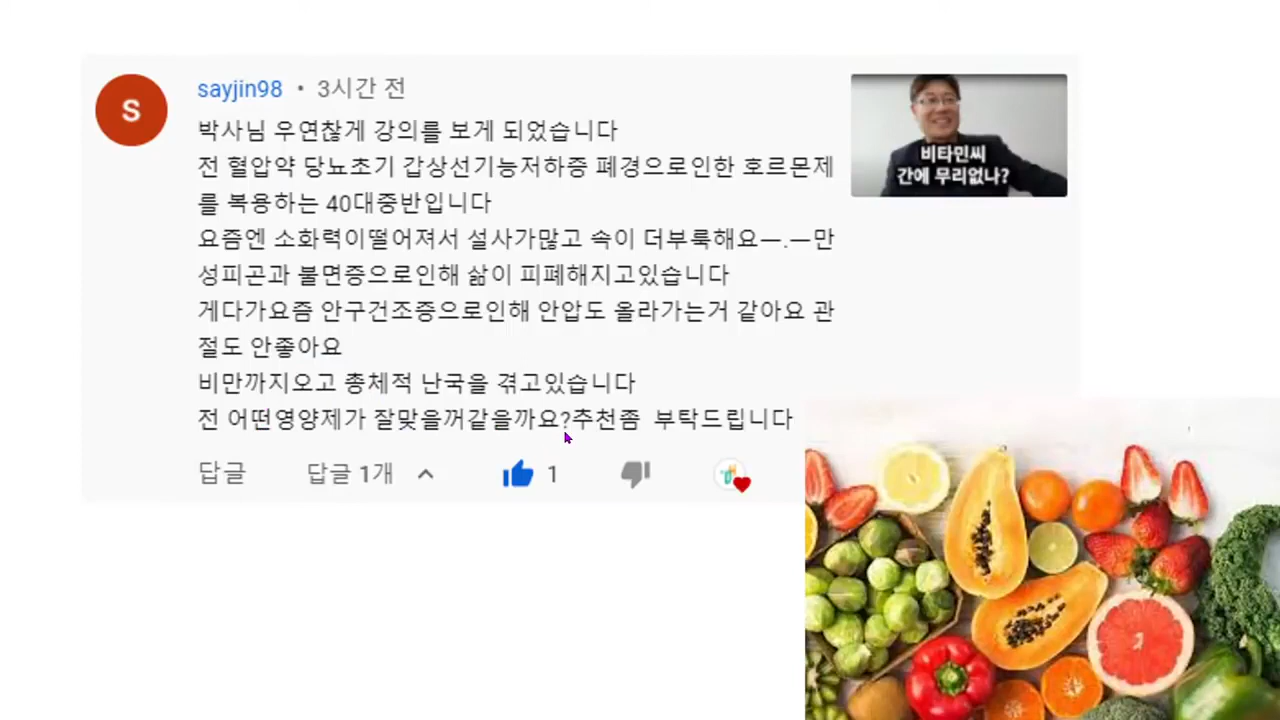 S
sayjin98 • 3시간 전
박사님 우연찮게 강의를 보게 되었습니다
전 혈압약 당뇨초기 갑상선기능저하증 폐경으로인한 호르몬제
를 복용하는 40대중반입니다
요즘엔 소화력이떨어져서 설사가많고 속이 더부룩해요ㅡ.ㅡ만
성피곤과 불면증으로인해 삶이 피폐해지고있습니다
게다가요즘 안구건조증으로인해 안압도 올라가는거 같아요 관
절도 안좋아요
비만까지오고 총체적 난국을 겪고있습니다
전 어떤영양제가 잘맞을꺼같을까요?추천좀 부탁드립니다
답글 답글 1개 1
비타민씨
간에 무리없나?